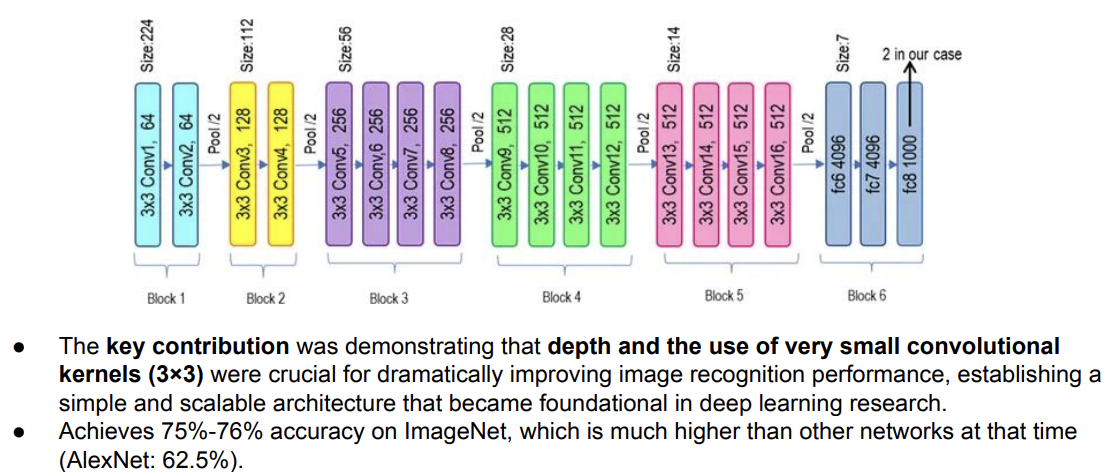 Size:224
Size:112
Size:56
Size:28
Size:14
Size:7
2 in our case
3x3 Conv1, 64
3x3 Conv2, 64
Pool/2
3x3 Conv3, 128
3x3 Conv4, 128
Pool/2
3x3 Conv5, 256
3x3 Conv,6 256
3x3 Conv7, 256
3x3 Conv8, 256
Pool/2
3x3 Conv9, 512
3x3 Conv10, 512
3x3 Conv11, 512
3x3 Conv12, 512
Pool/2
3x3 Conv13, 512
3x3 Conv14, 512
3x3 Conv15, 512
3x3 Conv16, 512
Pool/2
fc6 4096
fc7 4096
fc8 1000
Block 1
Block 2
Block 3
Block 4
Block 5
Block 6
● The key contribution was demonstrating that depth and the use of very small convolutional
kernels (3×3) were crucial for dramatically improving image recognition performance, establishing a
simple and scalable architecture that became foundational in deep learning research.
● Achieves 75%-76% accuracy on ImageNet, which is much higher than other networks at that time
(AlexNet: 62.5%).